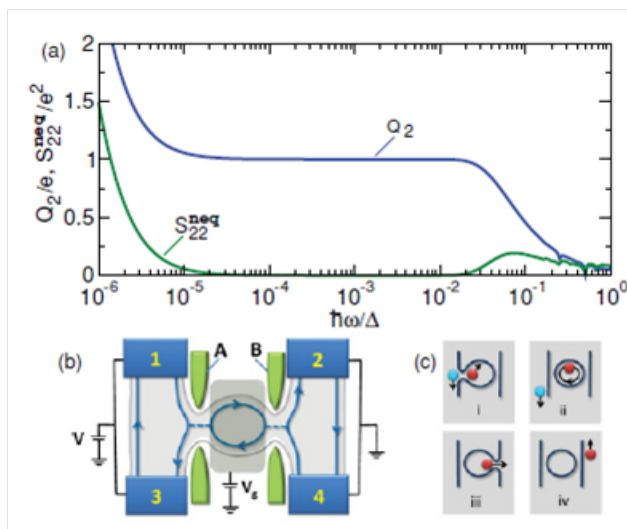 (a)
Q₂/e, S₂₂ⁿᵉq/e²
2
1.5
1
0.5
0
Q₂
S₂₂ⁿᵉq
10⁻⁶ 10⁻⁵ 10⁻⁴ 10⁻³ 10⁻² 10⁻¹ 10⁰
ħω/Δ
(b) A B (c)
1 2
V
3 4
Vg
i ii
iii iv